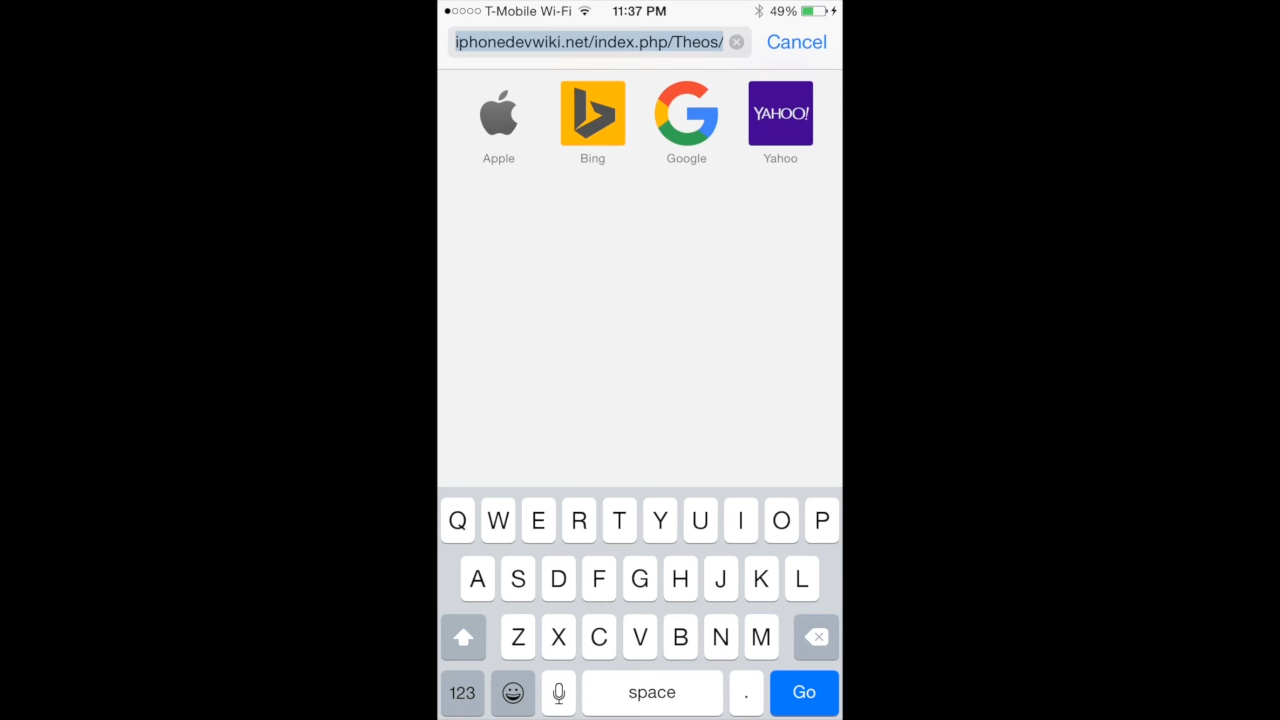 T-Mobile Wi-Fi 11:37 PM 49%
iphonedevwiki.net/index.php/Theos/ Cancel
YAHOO!
Apple Bing Google Yahoo
Q W E R T Y U I O P
A S D F G H J K L
Z X C V B N M
123 space . Go